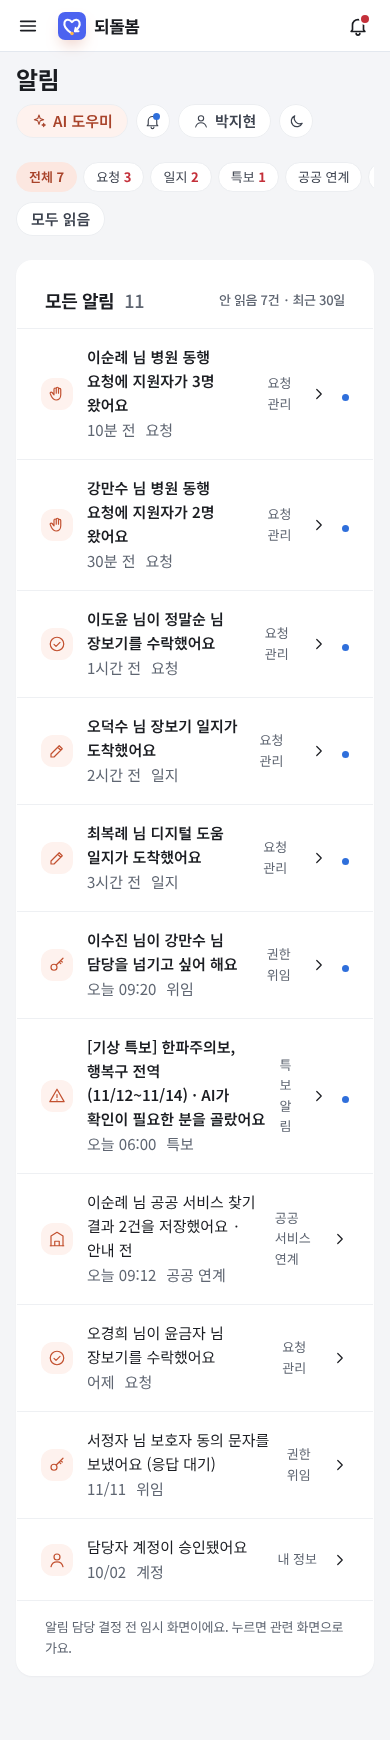 되돌봄
알림
AI 도우미
박지현
전체 7
요청 3
일지 2
특보 1
공공 연계
모두 읽음
모든 알림 11
안 읽음 7건 · 최근 30일
이순례 님 병원 동행
요청에 지원자가 3명
왔어요
10분 전 요청
요청
관리
강만수 님 병원 동행
요청에 지원자가 2명
왔어요
30분 전 요청
요청
관리
이도윤 님이 정말순 님
장보기를 수락했어요
1시간 전 요청
요청
관리
오덕수 님 장보기 일지가
도착했어요
2시간 전 일지
요청
관리
최복례 님 디지털 도움
일지가 도착했어요
3시간 전 일지
요청
관리
이수진 님이 강만수 님
담당을 넘기고 싶어 해요
오늘 09:20 위임
권한
위임
[기상 특보] 한파주의보,
행복구 전역
(11/12~11/14) · AI가
확인이 필요한 분을 골랐어요
오늘 06:00 특보
특
보
알
림
이순례 님 공공 서비스 찾기
결과 2건을 저장했어요 ·
안내 전
오늘 09:12 공공 연계
공공
서비스
연계
오경희 님이 윤금자 님
장보기를 수락했어요
어제 요청
요청
관리
서정자 님 보호자 동의 문자를
보냈어요 (응답 대기)
11/11 위임
권한
위임
담당자 계정이 승인됐어요
10/02 계정
내 정보
알림 담당 결정 전 임시 화면이에요. 누르면 관련 화면으로
가요.